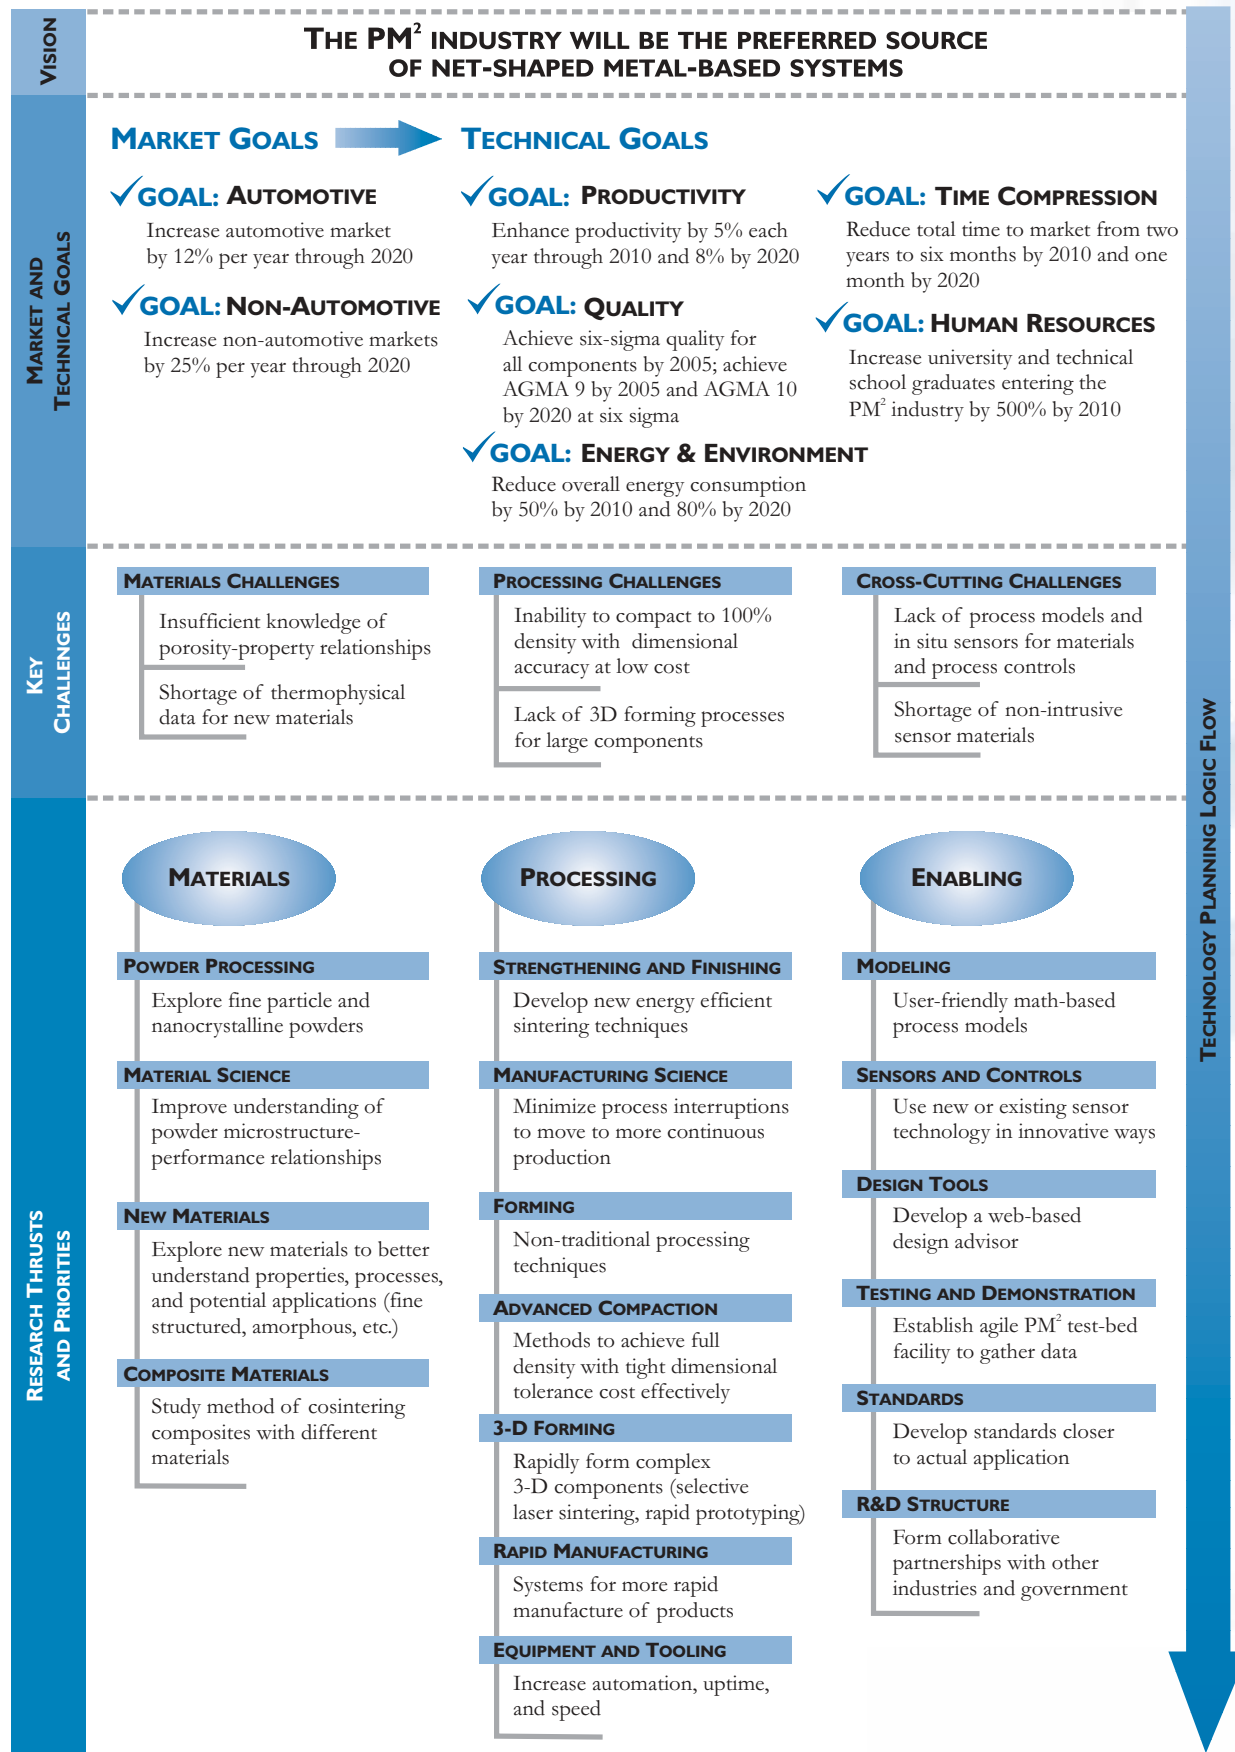 VISION
THE PM² INDUSTRY WILL BE THE PREFERRED SOURCE
OF NET-SHAPED METAL-BASED SYSTEMS
MARKET AND
TECHNICAL GOALS
MARKET GOALS
GOAL: AUTOMOTIVE
Increase automotive market
by 12% per year through 2020
GOAL: NON-AUTOMOTIVE
Increase non-automotive markets
by 25% per year through 2020
TECHNICAL GOALS
GOAL: PRODUCTIVITY
Enhance productivity by 5% each
year through 2010 and 8% by 2020
GOAL: QUALITY
Achieve six-sigma quality for
all components by 2005; achieve
AGMA 9 by 2005 and AGMA 10
by 2020 at six sigma
GOAL: ENERGY & ENVIRONMENT
Reduce overall energy consumption
by 50% by 2010 and 80% by 2020
GOAL: TIME COMPRESSION
Reduce total time to market from two
years to six months by 2010 and one
month by 2020
GOAL: HUMAN RESOURCES
Increase university and technical
school graduates entering the
PM² industry by 500% by 2010
KEY
CHALLENGES
MATERIALS CHALLENGES
Insufficient knowledge of
porosity-property relationships
Shortage of thermophysical
data for new materials
PROCESSING CHALLENGES
Inability to compact to 100%
density with dimensional
accuracy at low cost
Lack of 3D forming processes
for large components
CROSS-CUTTING CHALLENGES
Lack of process models and
in situ sensors for materials
and process controls
Shortage of non-intrusive
sensor materials
RESEARCH THRUSTS
AND PRIORITIES
MATERIALS
POWDER PROCESSING
Explore fine particle and
nanocrystalline powders
MATERIAL SCIENCE
Improve understanding of
powder microstructure-
performance relationships
NEW MATERIALS
Explore new materials to better
understand properties, processes,
and potential applications (fine
structured, amorphous, etc.)
COMPOSITE MATERIALS
Study method of cosintering
composites with different
materials
PROCESSING
STRENGTHENING AND FINISHING
Develop new energy efficient
sintering techniques
MANUFACTURING SCIENCE
Minimize process interruptions
to move to more continuous
production
FORMING
Non-traditional processing
techniques
ADVANCED COMPACTION
Methods to achieve full
density with tight dimensional
tolerance cost effectively
3-D FORMING
Rapidly form complex
3-D components (selective
laser sintering, rapid prototyping)
RAPID MANUFACTURING
Systems for more rapid
manufacture of products
EQUIPMENT AND TOOLING
Increase automation, uptime,
and speed
ENABLING
MODELING
User-friendly math-based
process models
SENSORS AND CONTROLS
Use new or existing sensor
technology in innovative ways
DESIGN TOOLS
Develop a web-based
design advisor
TESTING AND DEMONSTRATION
Establish agile PM² test-bed
facility to gather data
STANDARDS
Develop standards closer
to actual application
R&D STRUCTURE
Form collaborative
partnerships with other
industries and government
TECHNOLOGY PLANNING LOGIC FLOW